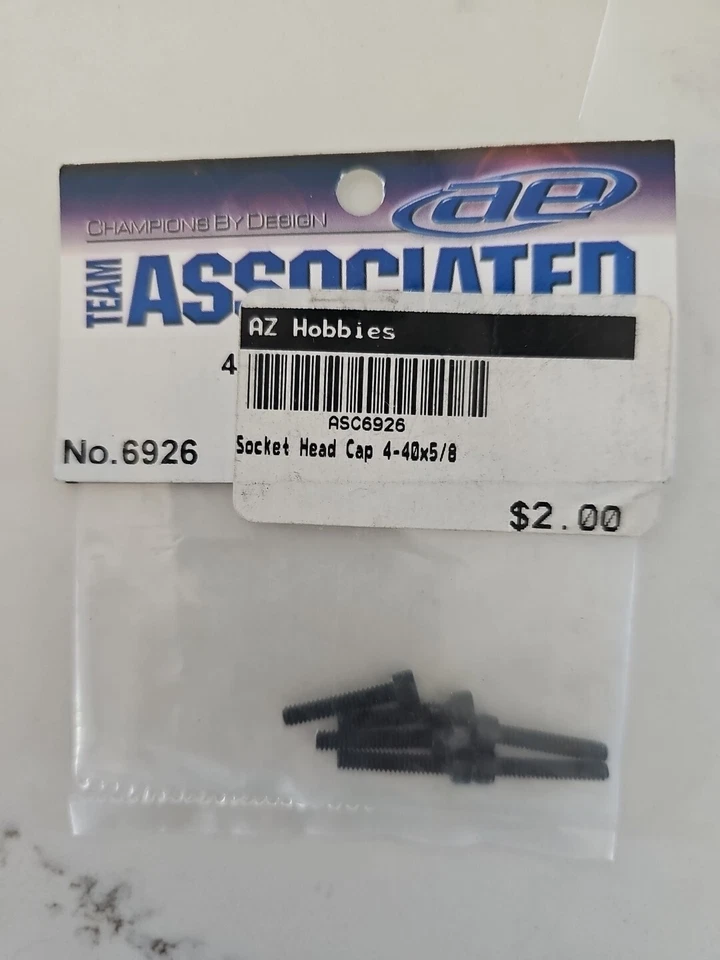 CHAMPIONS BY DESIGN
ae
TEAM ASSOCIATED
AZ Hobbies
4
ASC6926
No.6926
Socket Head Cap 4-40x5/8
$2.00